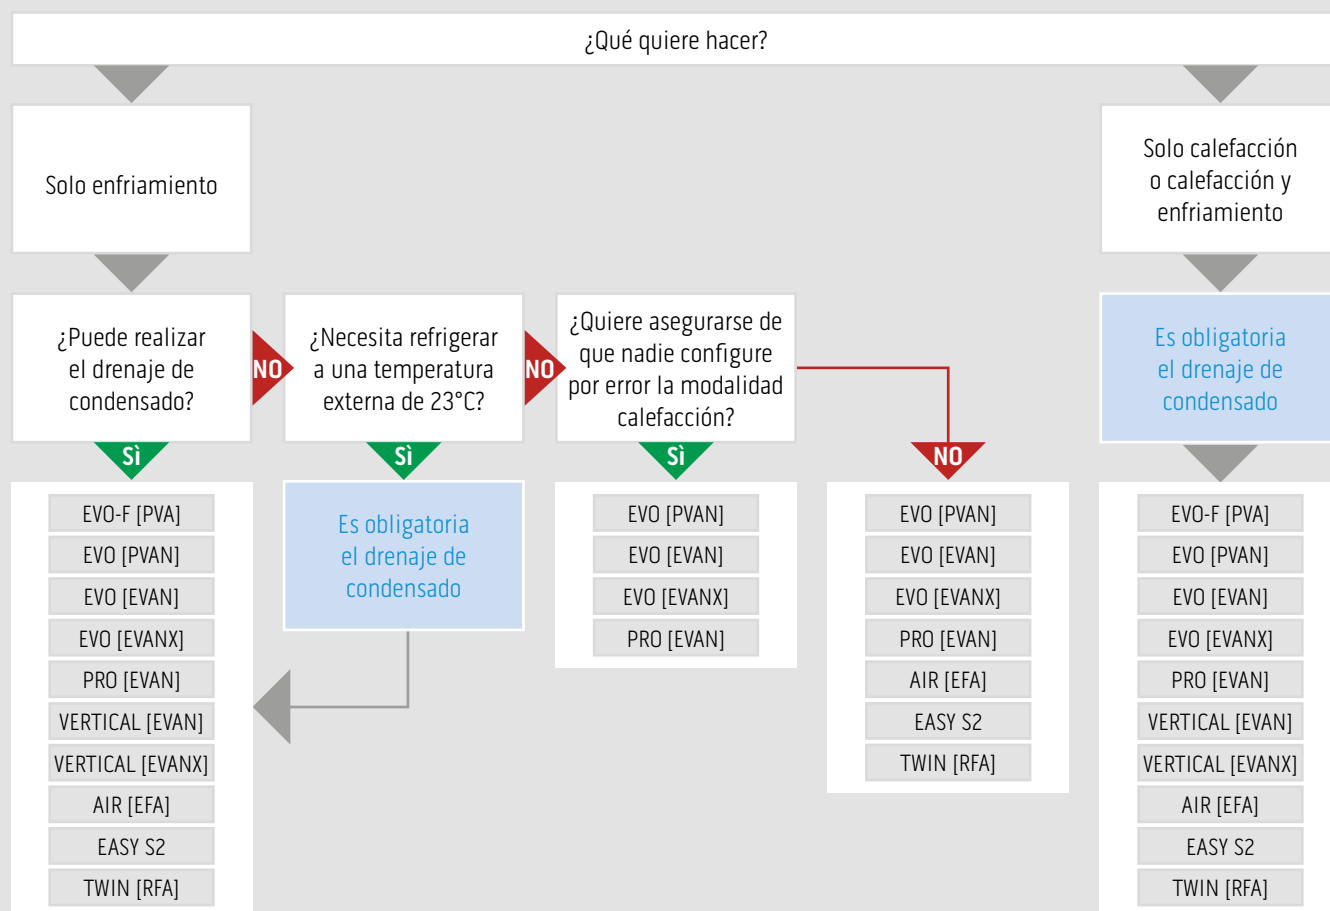 ¿Qué quiere hacer?
Solo enfriamiento
Solo calefacción
o calefacción y
enfriamiento
¿Puede realizar
el drenaje de
condensado?
NO
¿Necesita refrigerar
a una temperatura
externa de 23°C?
NO
¿Quiere asegurarse de
que nadie configure
por error la modalidad
calefacción?
Es obligatoria
el drenaje de
condensado
Sì
Sì
Sì
NO
EVO-F [PVA]
EVO [PVAN]
EVO [EVAN]
EVO [EVANX]
PRO [EVAN]
VERTICAL [EVAN]
VERTICAL [EVANX]
AIR [EFA]
EASY S2
TWIN [RFA]
Es obligatoria
el drenaje de
condensado
EVO [PVAN]
EVO [EVAN]
EVO [EVANX]
PRO [EVAN]
EVO [PVAN]
EVO [EVAN]
EVO [EVANX]
PRO [EVAN]
AIR [EFA]
EASY S2
TWIN [RFA]
EVO-F [PVA]
EVO [PVAN]
EVO [EVAN]
EVO [EVANX]
PRO [EVAN]
VERTICAL [EVAN]
VERTICAL [EVANX]
AIR [EFA]
EASY S2
TWIN [RFA]